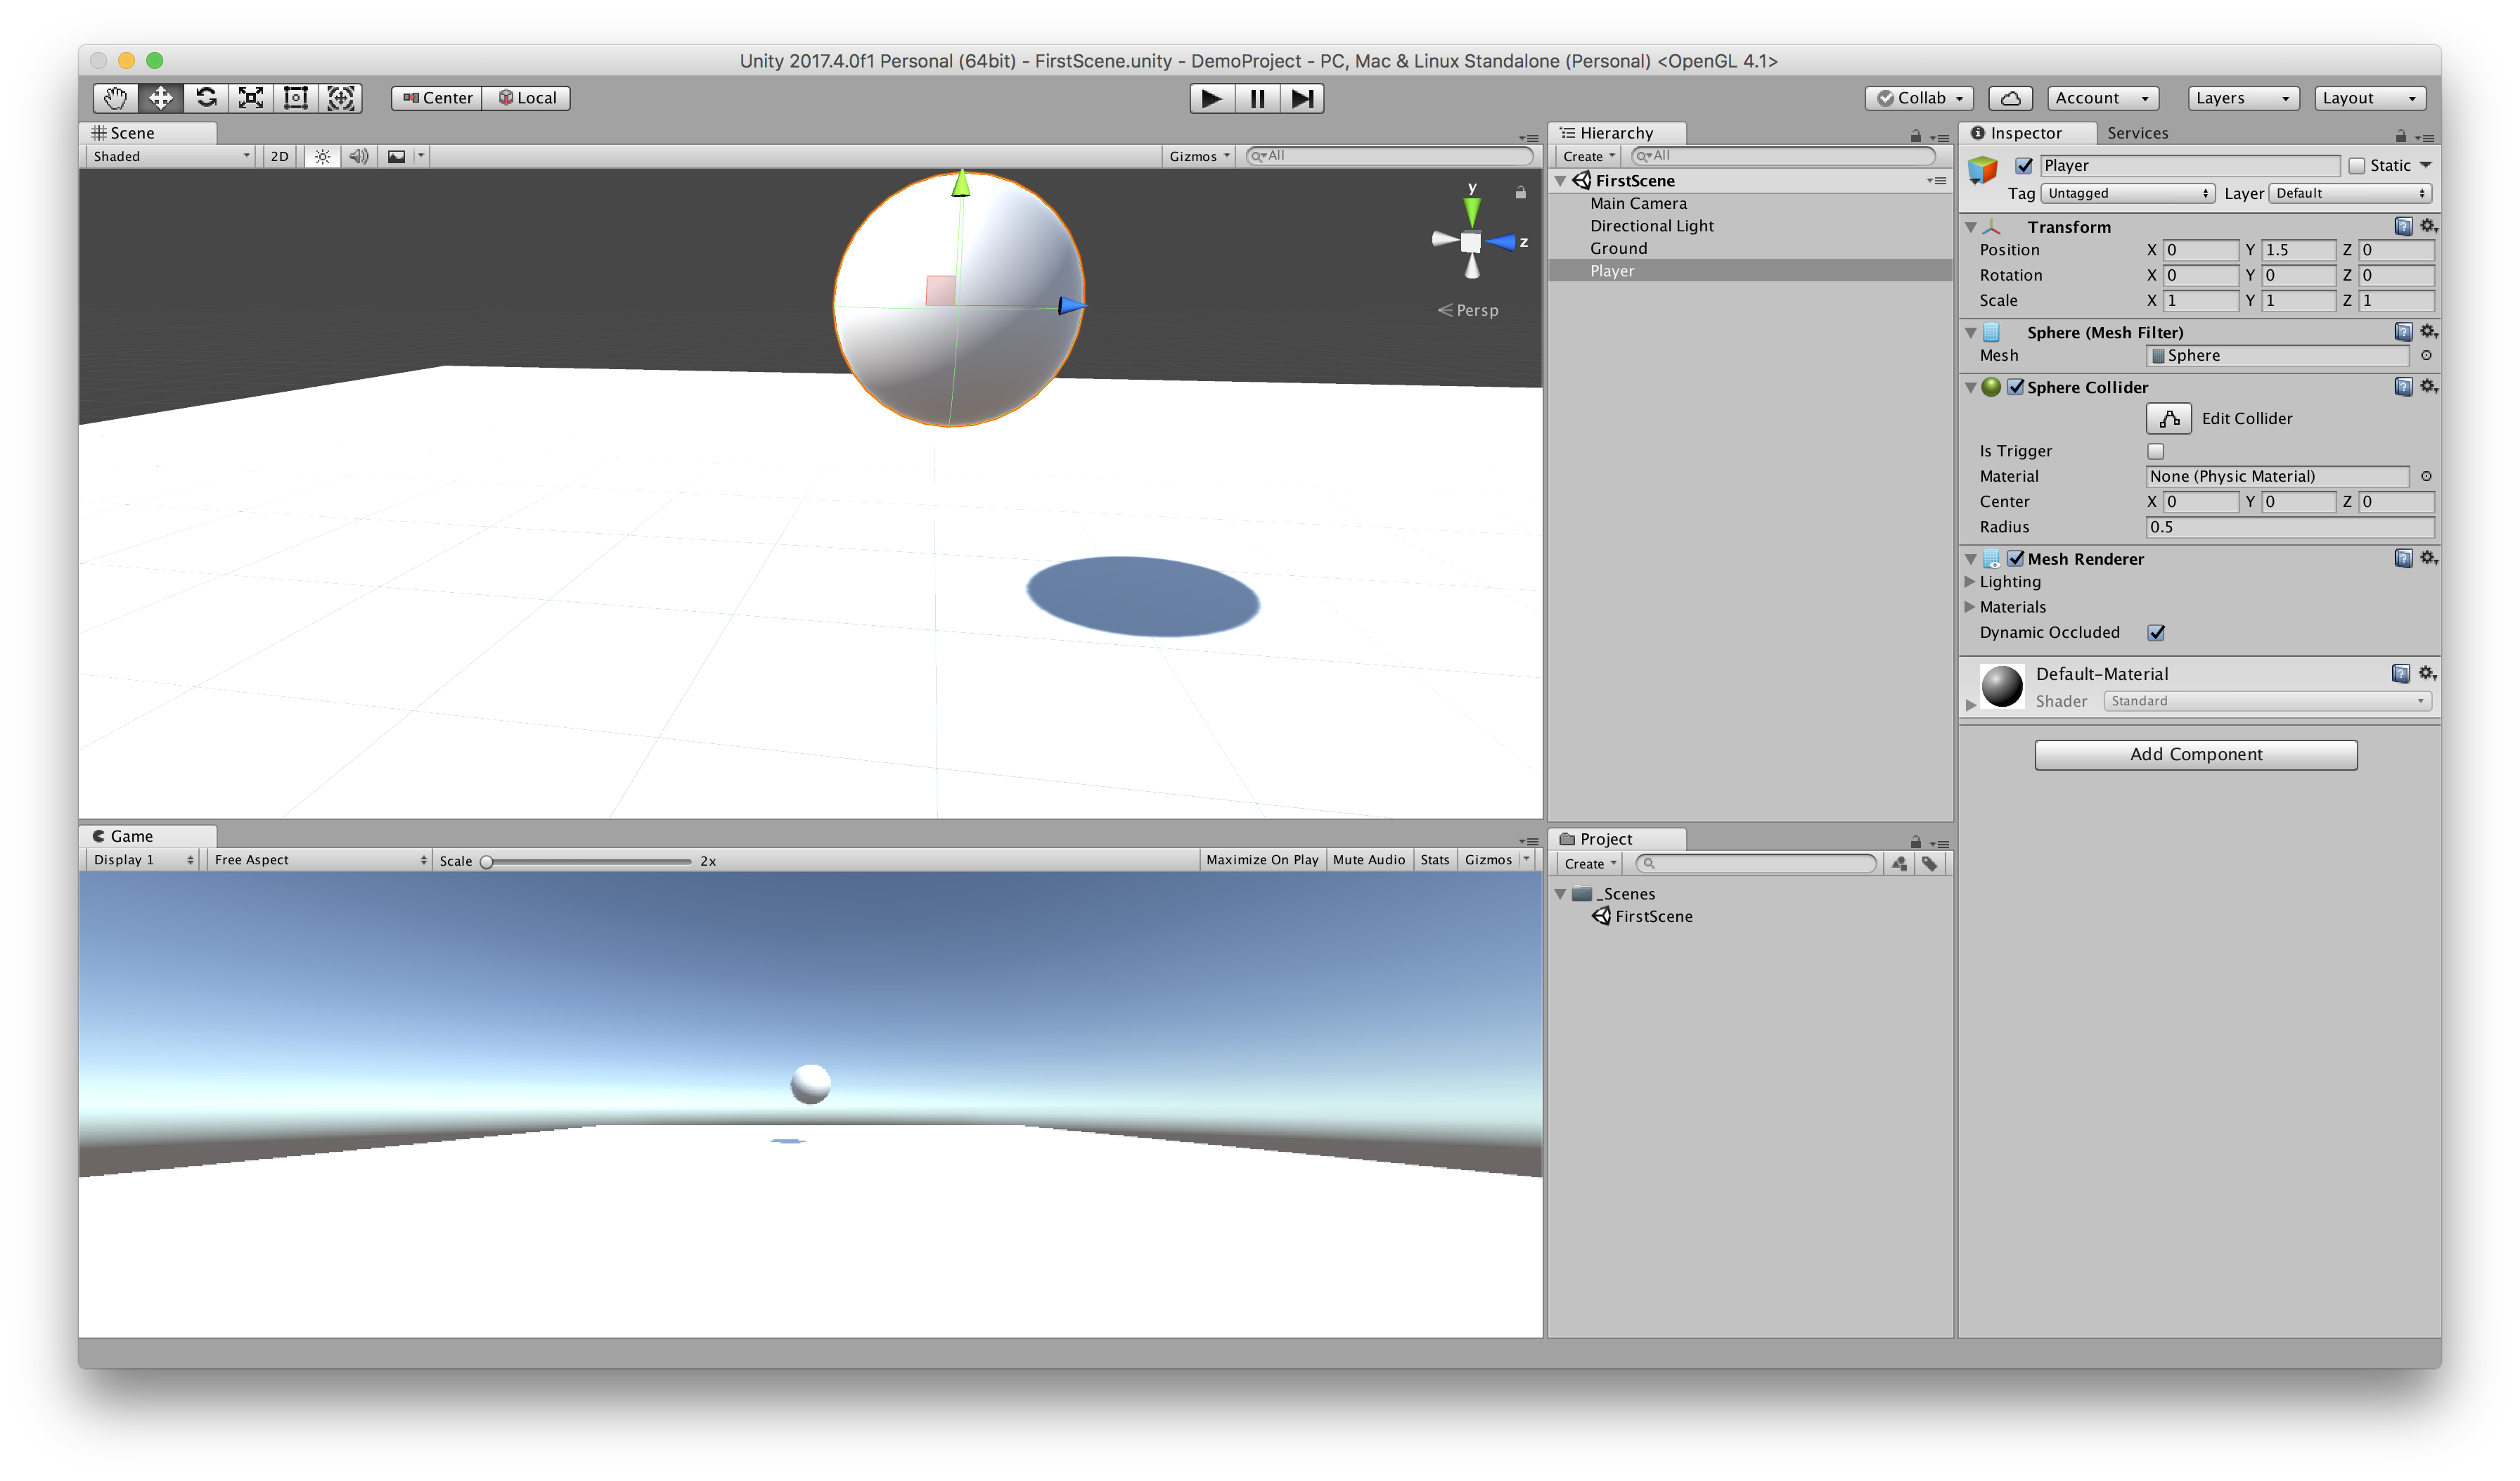 Unity 2017.4.0f1 Personal (64bit) - FirstScene.unity - DemoProject - PC, Mac & Linux Standalone (Personal) <OpenGL 4.1>
Center Local Collab Account Layers Layout
Scene
Shaded 2D Gizmos All
y
z
Persp
Game
Display 1 Free Aspect Scale 2x Maximize On Play Mute Audio Stats Gizmos
Hierarchy
Create All
FirstScene
Main Camera
Directional Light
Ground
Player
Project
Create
_Scenes
FirstScene
Inspector Services
Player Static
Tag Untagged Layer Default
Transform
Position X 0 Y 1.5 Z 0
Rotation X 0 Y 0 Z 0
Scale X 1 Y 1 Z 1
Sphere (Mesh Filter)
Mesh Sphere
Sphere Collider
Edit Collider
Is Trigger
Material None (Physic Material)
Center X 0 Y 0 Z 0
Radius 0.5
Mesh Renderer
Lighting
Materials
Dynamic Occluded
Default-Material
Shader Standard
Add Component